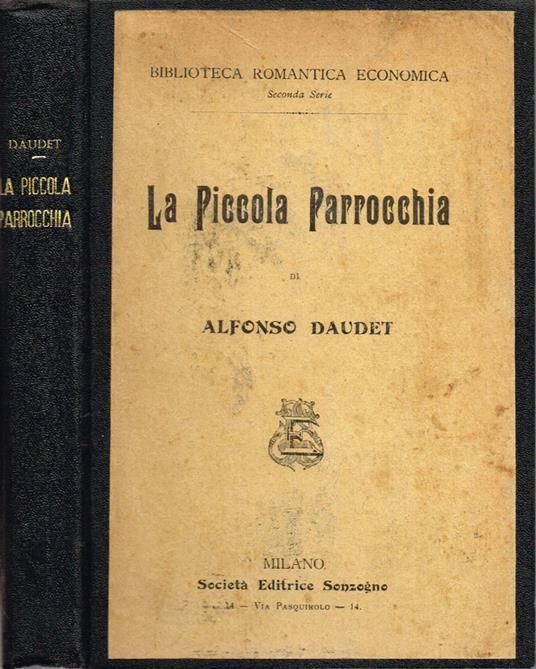 DAUDET
LA PICCOLA
PARROCCHIA
BIBLIOTECA ROMANTICA ECONOMICA
Seconda Serie
La Piccola Parrocchia
DI
ALFONSO DAUDET
MILANO
Società Editrice Sonzogno
14 — VIA PASQUIROLO — 14.